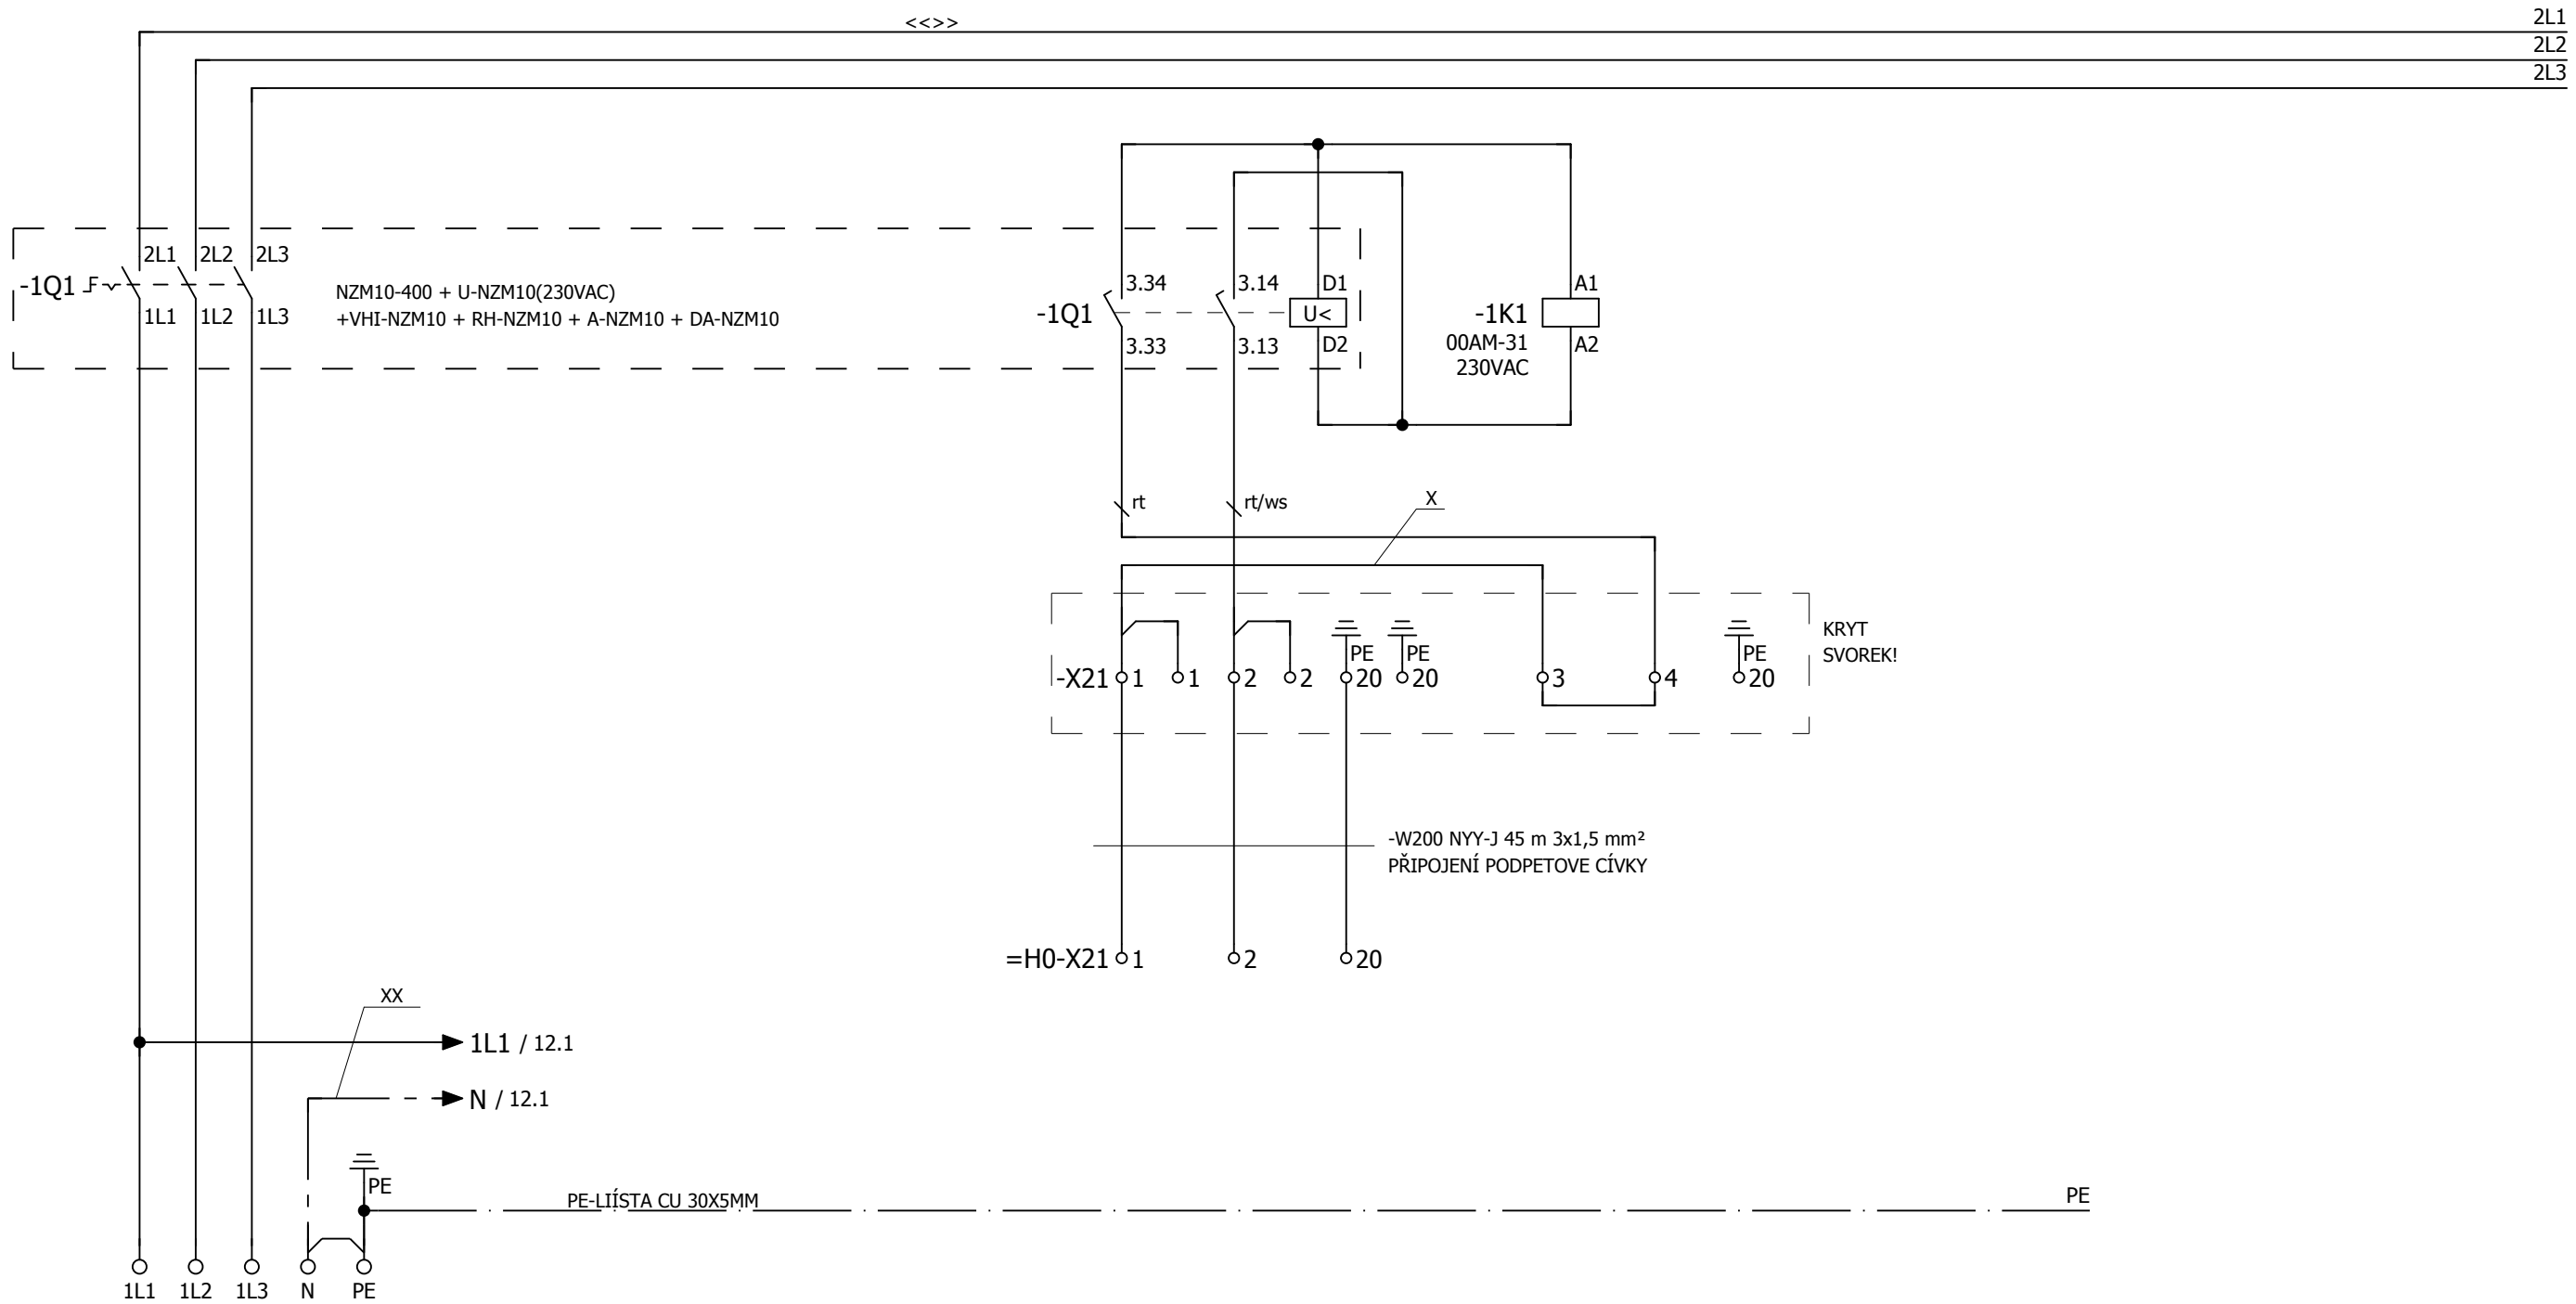 <<>>
2L1
2L2
2L3
2L1 2L2 2L3
-1Q1
1L1 1L2 1L3
NZM10-400 + U-NZM10(230VAC)
+VHI-NZM10 + RH-NZM10 + A-NZM10 + DA-NZM10
3.34 3.14 D1 A1
-1Q1 U< -1K1
3.33 3.13 D2 A2
00AM-31
230VAC
rt rt/ws X
KRYT
SVOREK!
PE PE PE
-X21 1 1 2 2 20 20 3 4 20
-W200 NYY-J 45 m 3x1,5 mm²
PŘIPOJENÍ PODPETOVE CÍVKY
=H0-X21 1 2 20
XX
1L1 / 12.1
N / 12.1
PE
PE-LIÍSTA CU 30X5MM
PE
1L1 1L2 1L3 N PE